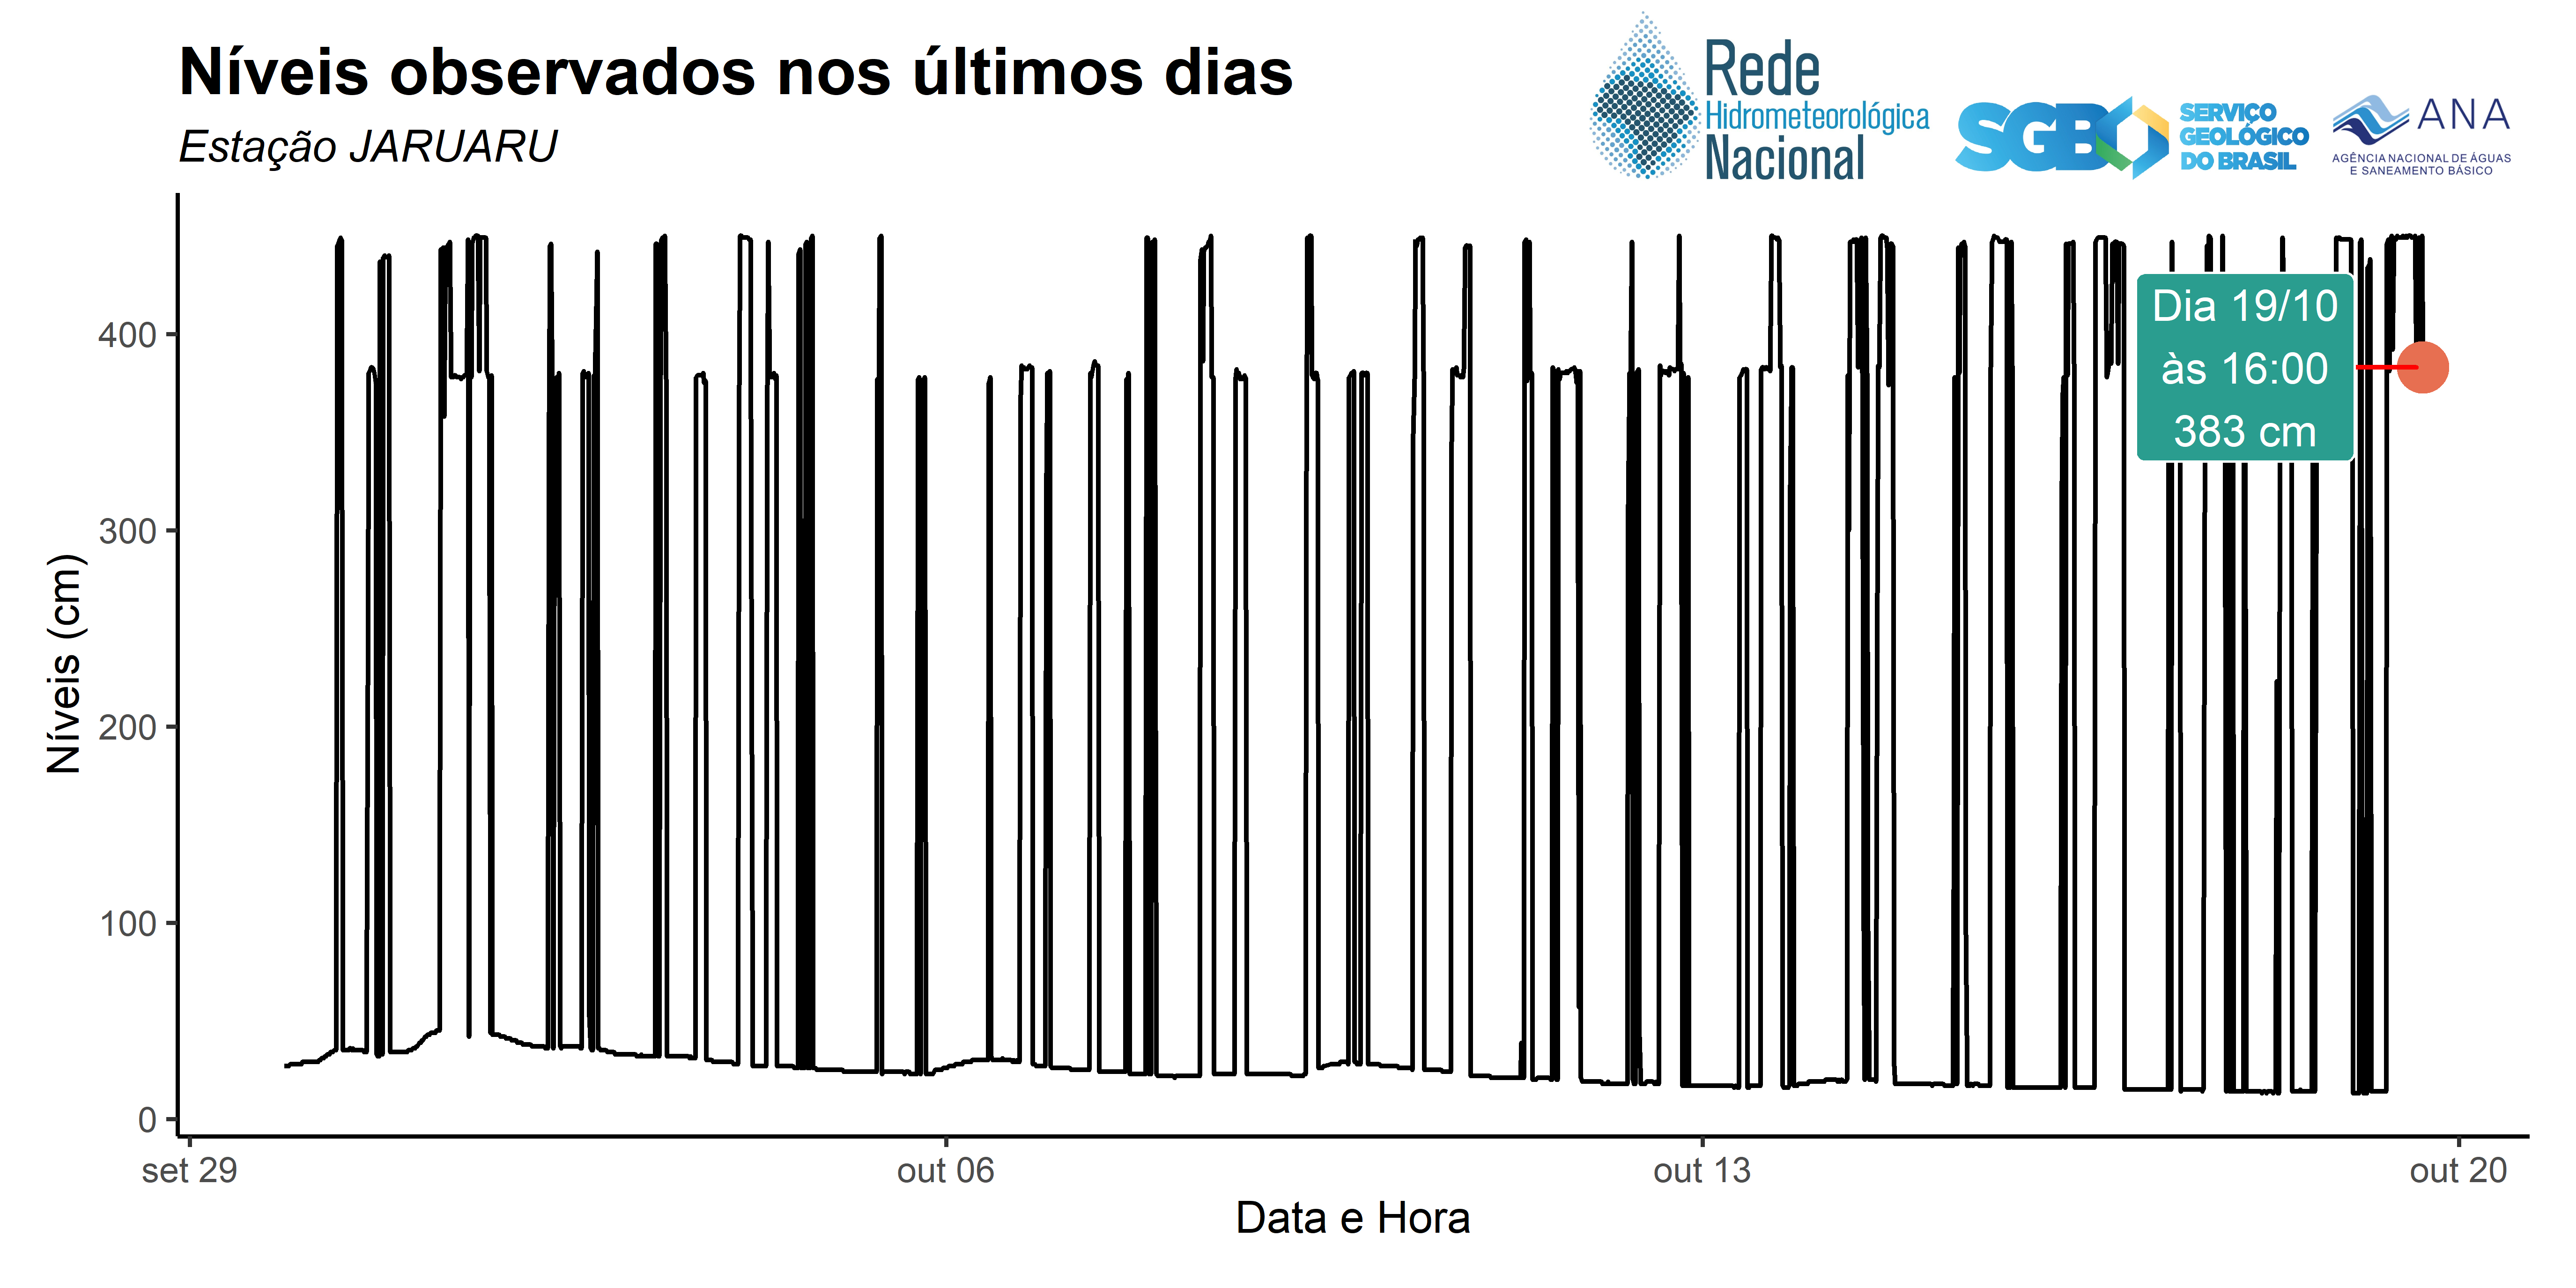 Níveis observados nos últimos dias
Estação JARUARU
Rede
Hidrometeorológica
Nacional
SGB
SERVIÇO
GEOLÓGICO
DO BRASIL
ANA
AGÊNCIA NACIONAL DE ÁGUAS
E SANEAMENTO BÁSICO
Níveis (cm)
400
300
200
100
0
Dia 19/10
às 16:00
383 cm
set 29
out 06
out 13
out 20
Data e Hora